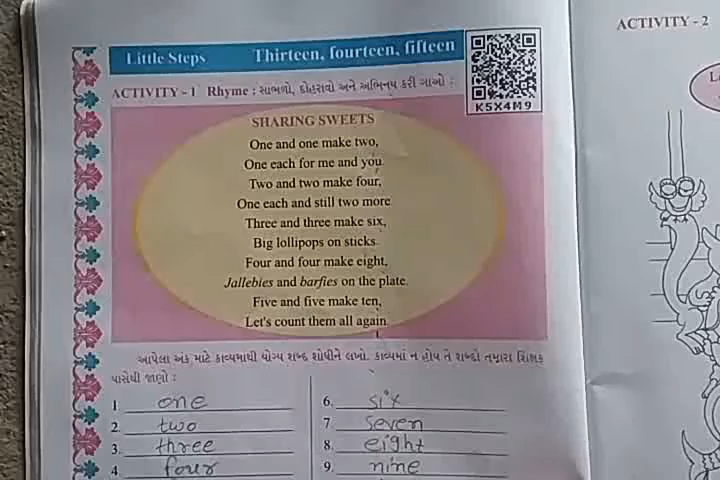 Little Steps Thirteen, fourteen, fifteen
K5X4M9
ACTIVITY - 1 Rhyme : સાંભળો, દોહરાવો અને અભિનય કરી ગાઓ :
SHARING SWEETS
One and one make two,
One each for me and you.
Two and two make four,
One each and still two more.
Three and three make six,
Big lollipops on sticks.
Four and four make eight,
Jallebies and barfies on the plate.
Five and five make ten,
Let's count them all again.
આપેલા અંક માટે કાવ્યમાંથી યોગ્ય શબ્દ શોધીને લખો. કાવ્યમાં ન હોય તે શબ્દો તમારા શિક્ષક
પાસેથી જાણો :
1. one
2. two
3. three
4. four
6. six
7. seven
8. eight
9. nine
ACTIVITY - 2